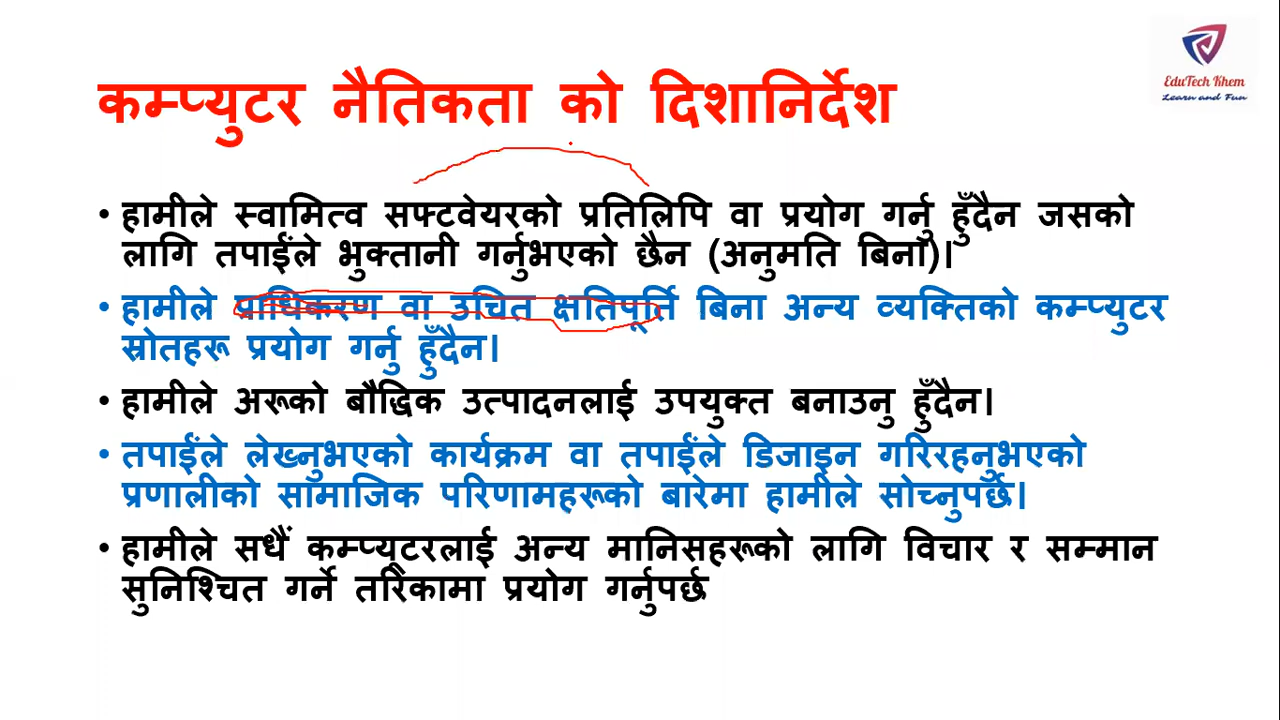 EduTech Khem
Learn and Fun
कम्प्युटर नैतिकता को दिशानिर्देश
• हामीले स्वामित्व सफ्टवेयरको प्रतिलिपि वा प्रयोग गर्नु हुँदैन जसको
लागि तपाईंले भुक्तानी गर्नुभएको छैन (अनुमति बिना)।
• हामीले प्राधिकरण वा उचित क्षतिपूर्ति बिना अन्य व्यक्तिको कम्प्युटर
स्रोतहरू प्रयोग गर्नु हुँदैन।
• हामीले अरूको बौद्धिक उत्पादनलाई उपयुक्त बनाउनु हुँदैन।
• तपाईंले लेख्नुभएको कार्यक्रम वा तपाईंले डिजाइन गरिरहनुभएको
प्रणालीको सामाजिक परिणामहरूको बारेमा हामीले सोच्नुपर्छ।
• हामीले सधैं कम्प्यूटरलाई अन्य मानिसहरूको लागि विचार र सम्मान
सुनिश्चित गर्ने तरिकामा प्रयोग गर्नुपर्छ